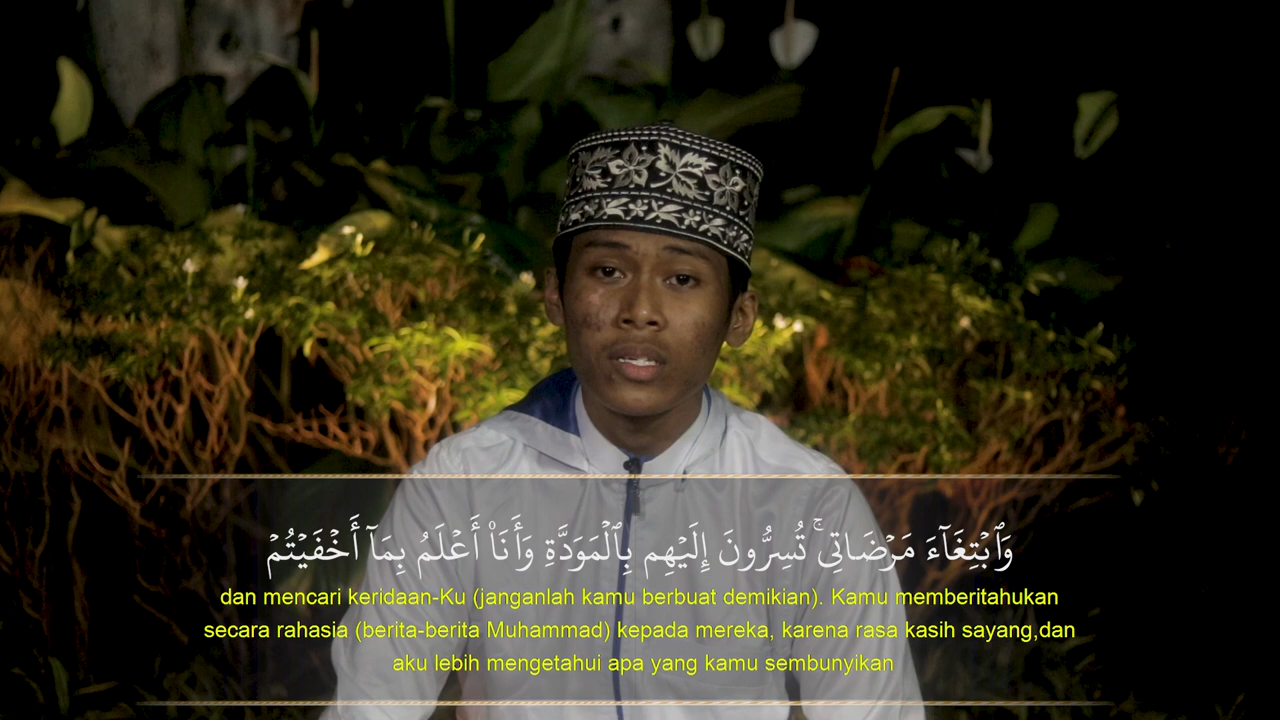 وَٱبۡتِغَآءَ مَرۡضَاتِيۚ تُسِرُّونَ إِلَيۡهِم بِٱلۡمَوَدَّةِ وَأَنَا۠ أَعۡلَمُ بِمَآ أَخۡفَيۡتُمۡ
dan mencari keridaan-Ku (janganlah kamu berbuat demikian). Kamu memberitahukan
secara rahasia (berita-berita Muhammad) kepada mereka, karena rasa kasih sayang,dan
aku lebih mengetahui apa yang kamu sembunyikan